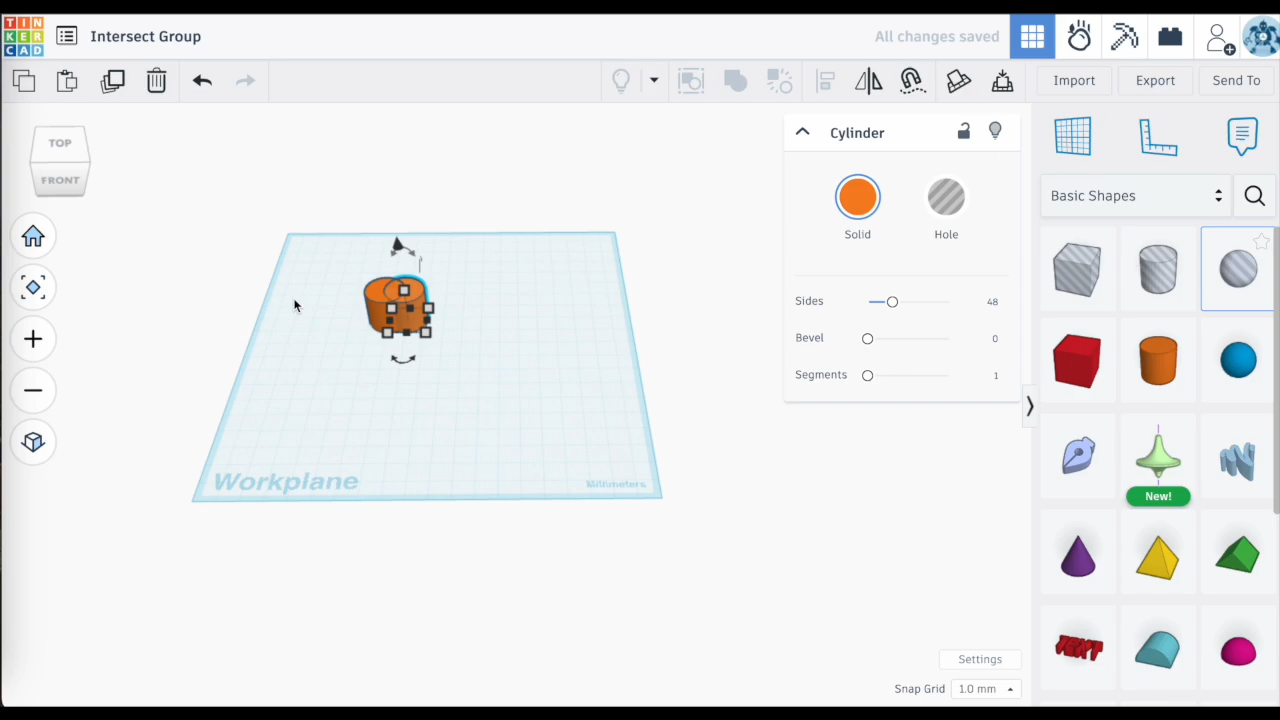 TIN
KER
CAD
Intersect Group
All changes saved
Import
Export
Send To
TOP
FRONT
Cylinder
Solid
Hole
Sides
48
Bevel
0
Segments
1
Basic Shapes
New!
TEXT
Workplane
Millimeters
Settings
Snap Grid
1.0 mm